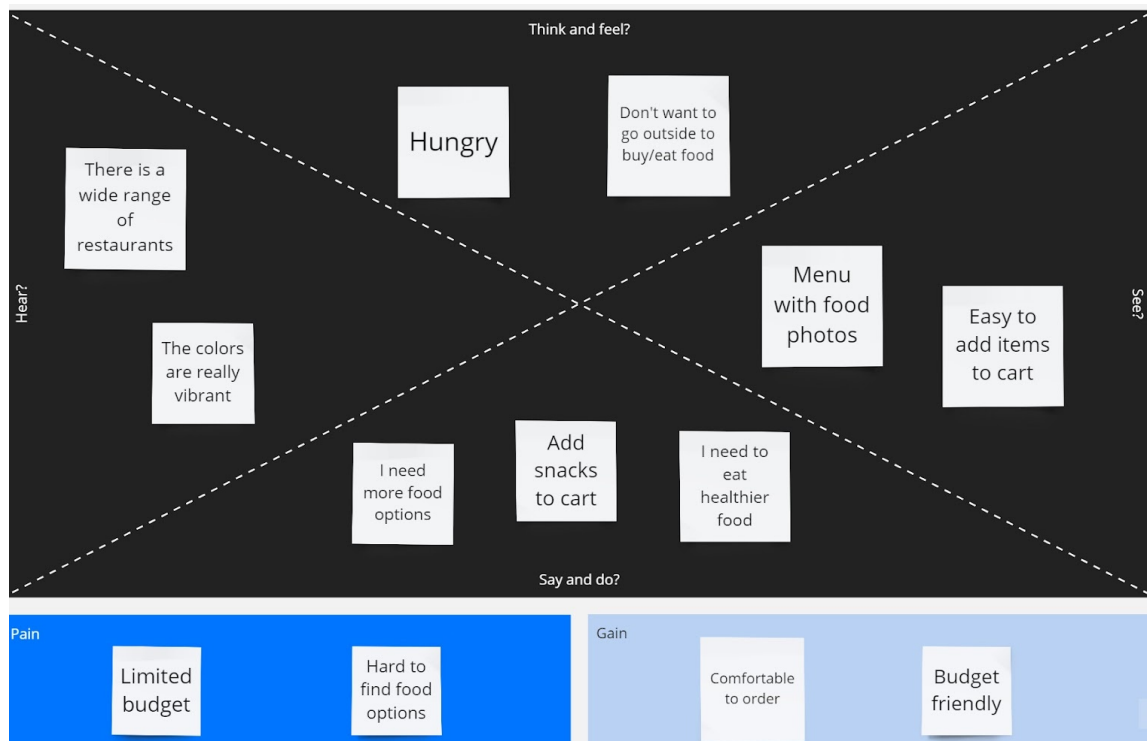 Think and feel?
Hungry
Don't want to
go outside to
buy/eat food
There is a
wide range
of
restaurants
Hear?
The colors
are really
vibrant
Menu
with food
photos
See?
Easy to
add items
to cart
I need
more food
options
Add
snacks
to cart
I need to
eat
healthier
food
Say and do?
Pain
Limited
budget
Hard to
find food
options
Gain
Comfortable
to order
Budget
friendly